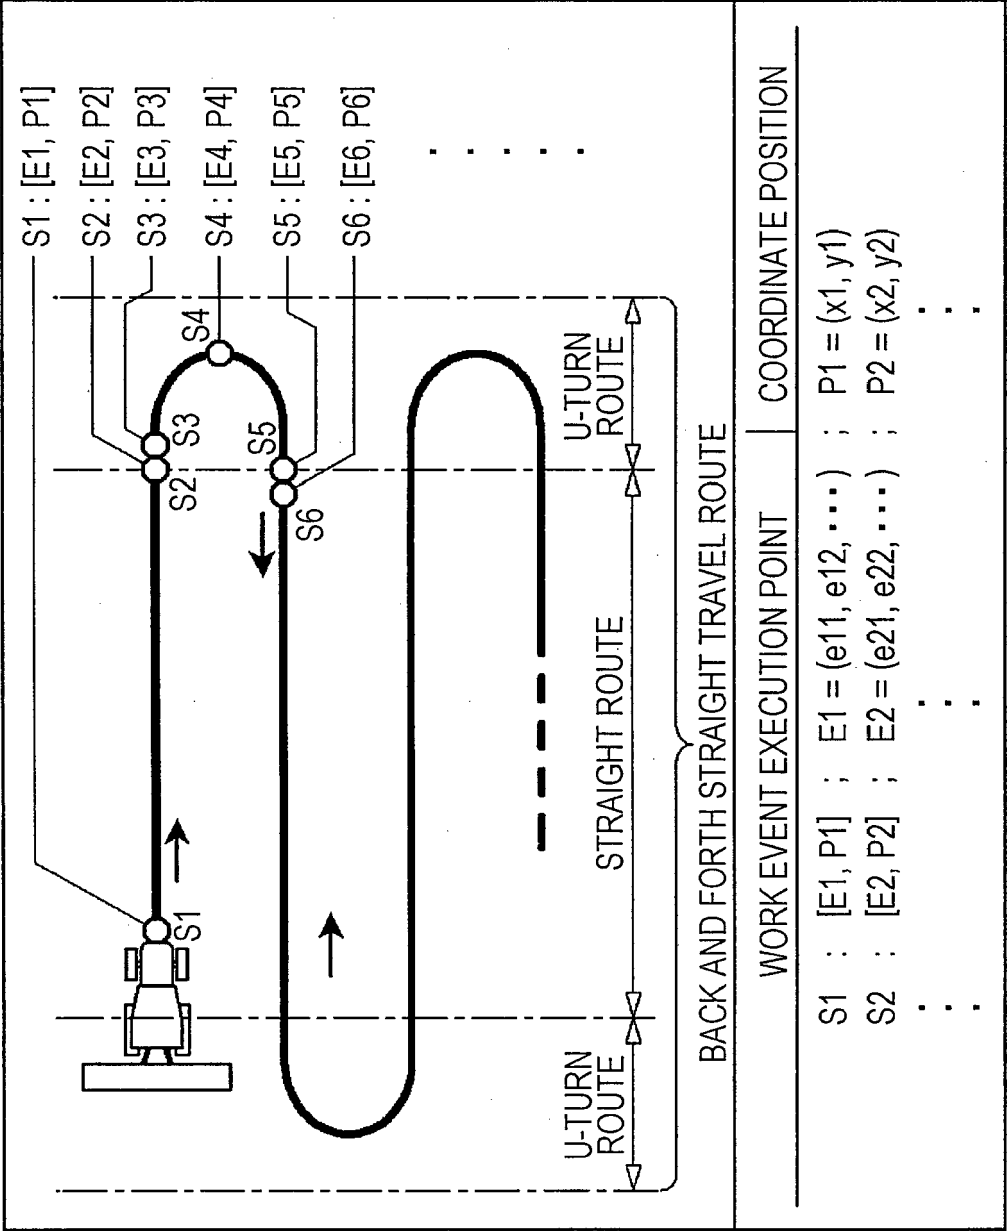 S1 : [E1, P1]
S2 : [E2, P2]
S3 : [E3, P3]
S4 : [E4, P4]
S5 : [E5, P5]
S6 : [E6, P6]
S1
S2
S3
S4
S5
S6
U-TURN
ROUTE
STRAIGHT ROUTE
U-TURN
ROUTE
BACK AND FORTH STRAIGHT TRAVEL ROUTE
WORK EVENT EXECUTION POINT
COORDINATE POSITION
S1 : [E1, P1] ; E1 = (e11, e12, ···) ; P1 = (x1, y1)
S2 : [E2, P2] ; E2 = (e21, e22, ···) ; P2 = (x2, y2)